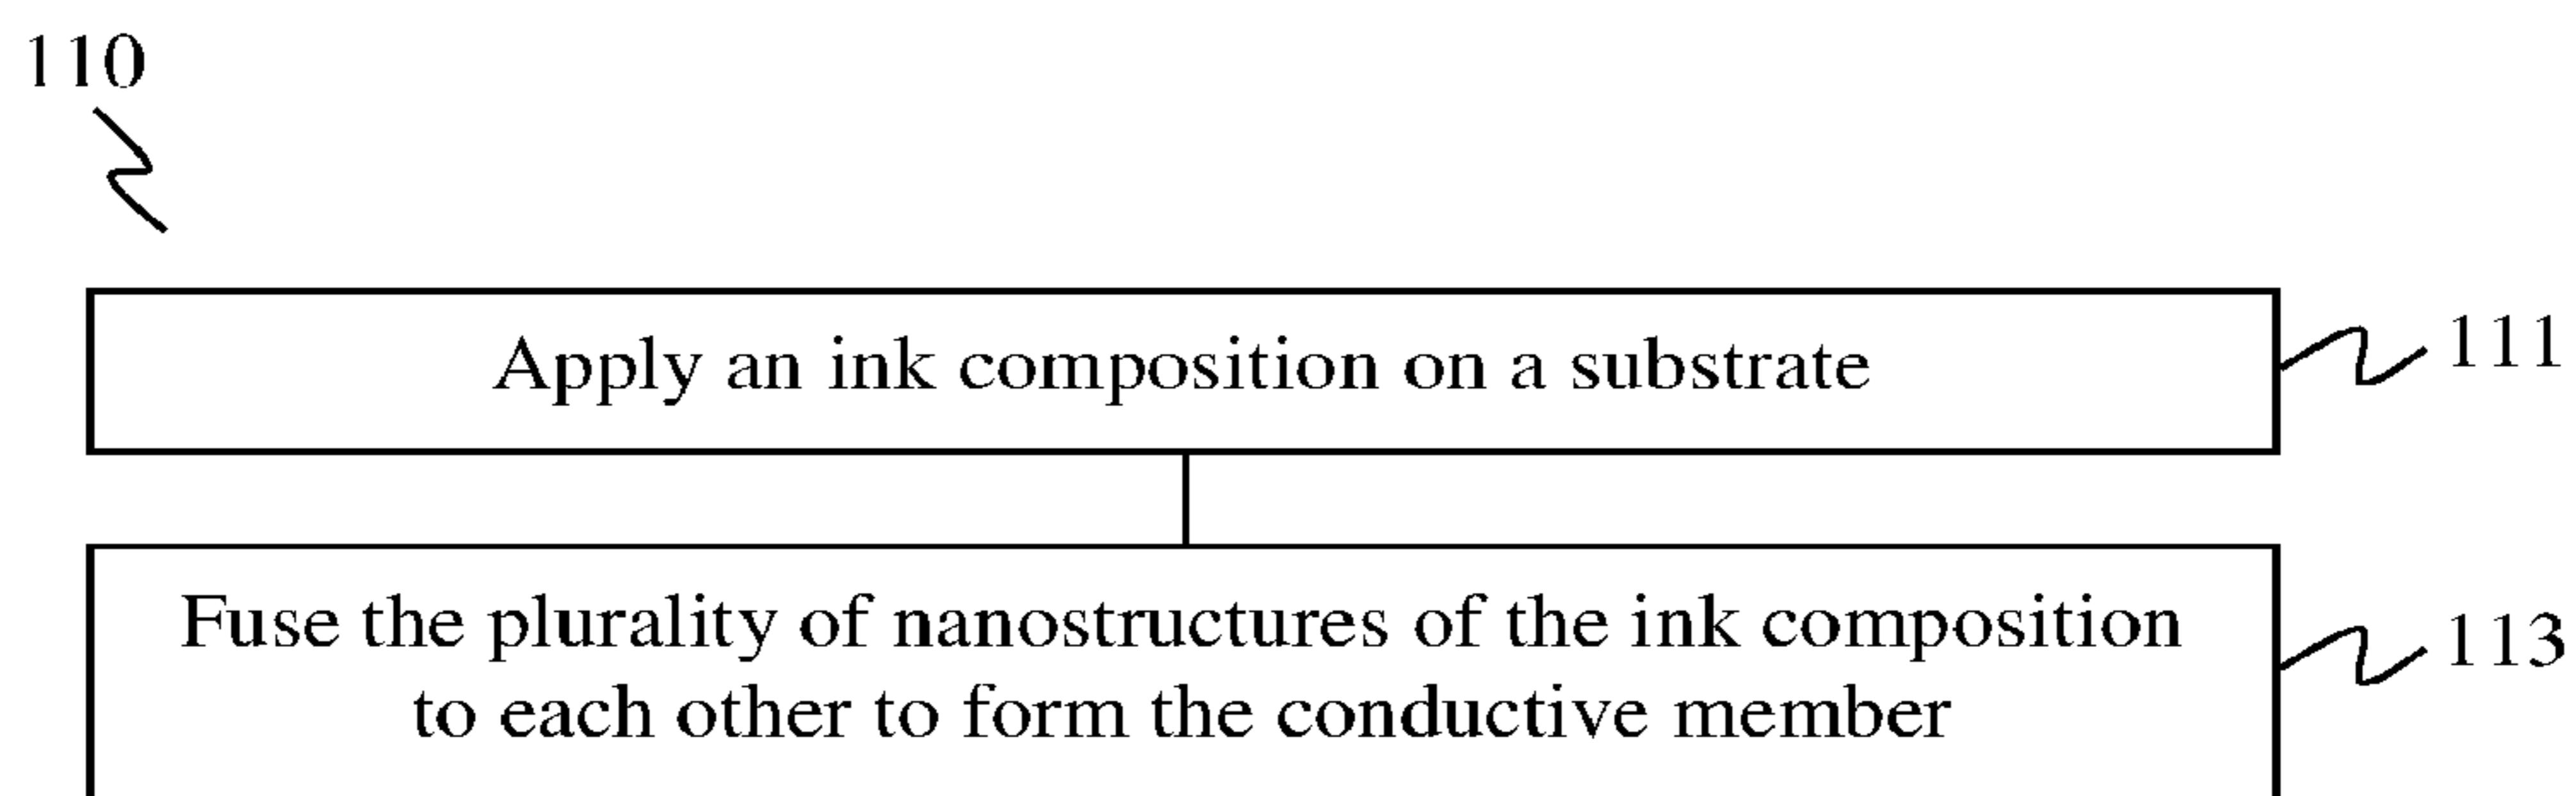 110
Apply an ink composition on a substrate
111
Fuse the plurality of nanostructures of the ink composition
to each other to form the conductive member
113